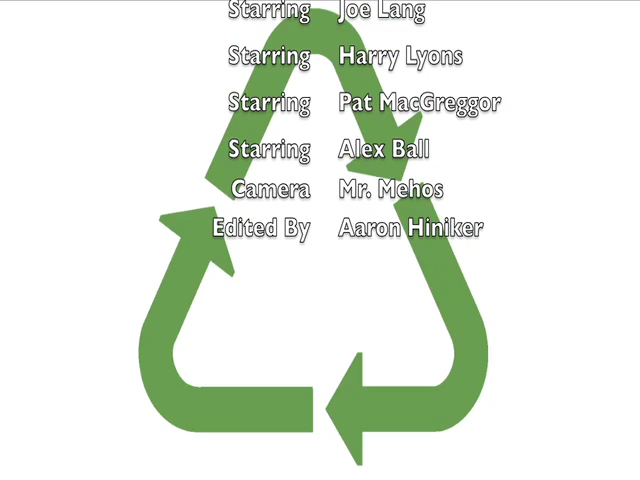 Starring Joe Lang
Starring Harry Lyons
Starring Pat MacGreggor
Starring Alex Ball
Camera Mr. Mehos
Edited By Aaron Hiniker